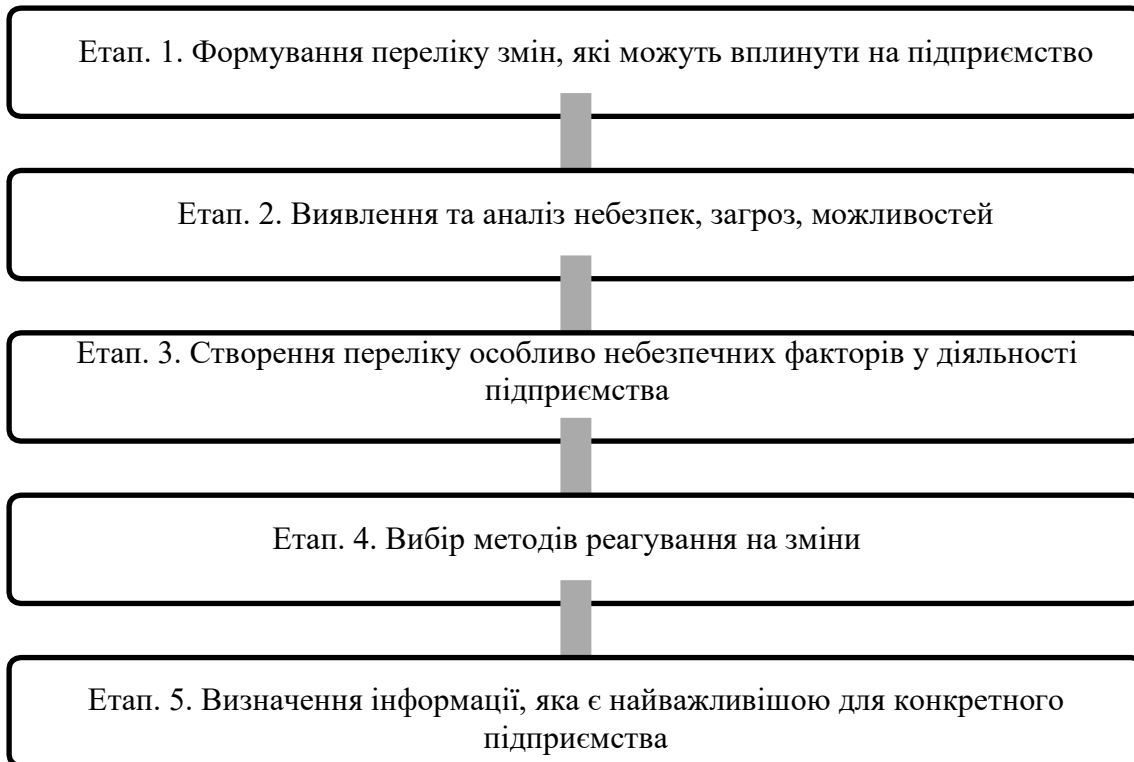 Етап. 1. Формування переліку змін, які можуть вплинути на підприємство
Етап. 2. Виявлення та аналіз небезпек, загроз, можливостей
Етап. 3. Створення переліку особливо небезпечних факторів у діяльності
підприємства
Етап. 4. Вибір методів реагування на зміни
Етап. 5. Визначення інформації, яка є найважливішою для конкретного
підприємства